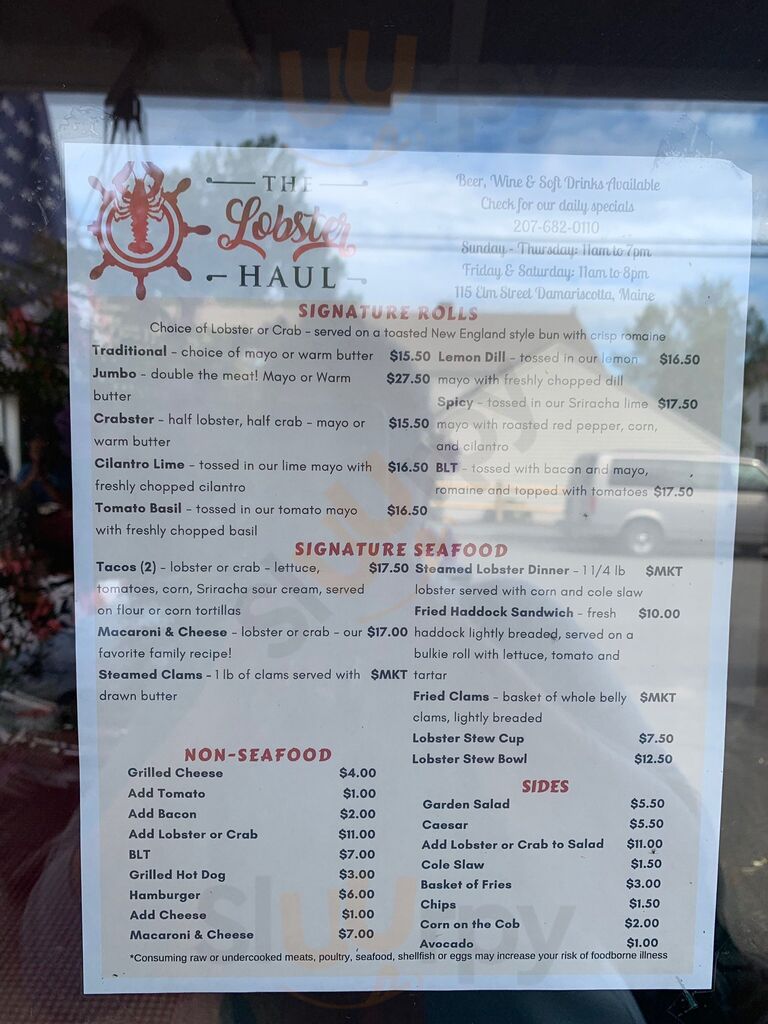 THE
Lobster
HAUL
Beer, Wine & Soft Drinks Available
Check for our daily specials
207-682-0110
Sunday - Thursday: 11am to 7pm
Friday & Saturday: 11am to 8pm
115 Elm Street Damariscotta, Maine
SIGNATURE ROLLS
Choice of Lobster or Crab - served on a toasted New England style bun with crisp romaine
Traditional - choice of mayo or warm butter $15.50
Jumbo - double the meat! Mayo or Warm $27.50
butter
Crabster - half lobster, half crab - mayo or $15.50
warm butter
Cilantro Lime - tossed in our lime mayo with $16.50
freshly chopped cilantro
Tomato Basil - tossed in our tomato mayo $16.50
with freshly chopped basil
Lemon Dill - tossed in our lemon $16.50
mayo with freshly chopped dill
Spicy - tossed in our Sriracha lime $17.50
mayo with roasted red pepper, corn,
and cilantro
BLT - tossed with bacon and mayo,
romaine and topped with tomatoes $17.50
SIGNATURE SEAFOOD
Tacos (2) - lobster or crab - lettuce, $17.50
tomatoes, corn, Sriracha sour cream, served
on flour or corn tortillas
Macaroni & Cheese - lobster or crab - our $17.00
favorite family recipe!
Steamed Clams - 1 lb of clams served with $MKT
drawn butter
Steamed Lobster Dinner - 1 1/4 lb $MKT
lobster served with corn and cole slaw
Fried Haddock Sandwich - fresh $10.00
haddock lightly breaded, served on a
bulkie roll with lettuce, tomato and
tartar
Fried Clams - basket of whole belly $MKT
clams, lightly breaded
Lobster Stew Cup $7.50
Lobster Stew Bowl $12.50
NON-SEAFOOD
Grilled Cheese $4.00
Add Tomato $1.00
Add Bacon $2.00
Add Lobster or Crab $11.00
BLT $7.00
Grilled Hot Dog $3.00
Hamburger $6.00
Add Cheese $1.00
Macaroni & Cheese $7.00
SIDES
Garden Salad $5.50
Caesar $5.50
Add Lobster or Crab to Salad $11.00
Cole Slaw $1.50
Basket of Fries $3.00
Chips $1.50
Corn on the Cob $2.00
Avocado $1.00
*Consuming raw or undercooked meats, poultry, seafood, shellfish or eggs may increase your risk of foodborne illness
sluurpy
sluurpy
sluurpy